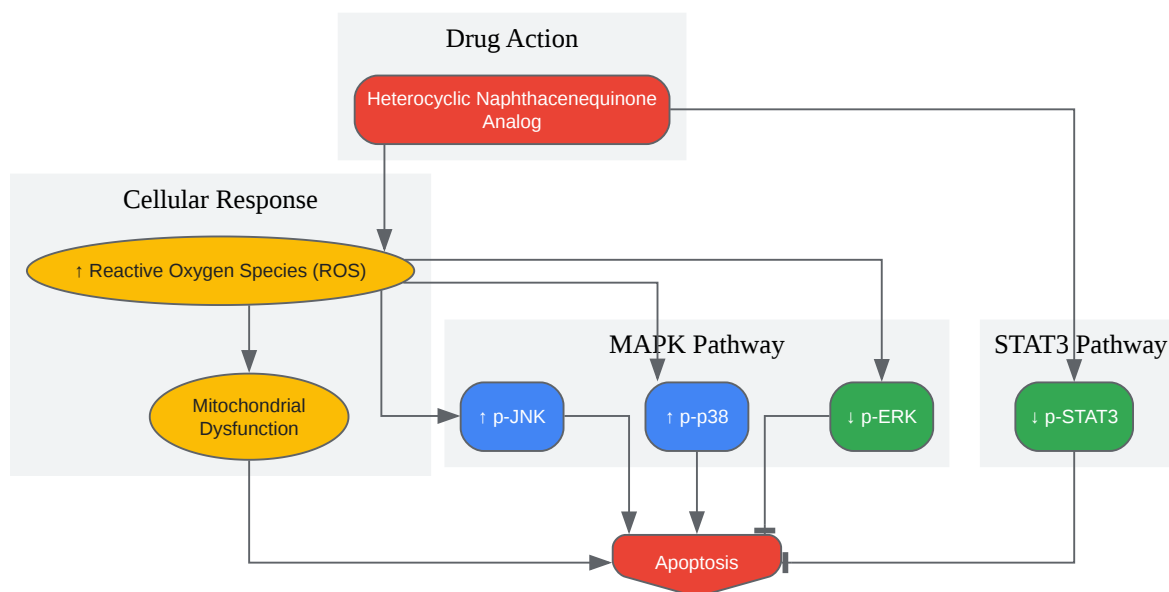 Drug Action
Heterocyclic Naphthacenequinone
Analog
Cellular Response
↑ Reactive Oxygen Species (ROS)
MAPK Pathway
STAT3 Pathway
Mitochondrial
Dysfunction
↑ p-JNK
↑ p-p38
↓ p-ERK
↓ p-STAT3
Apoptosis